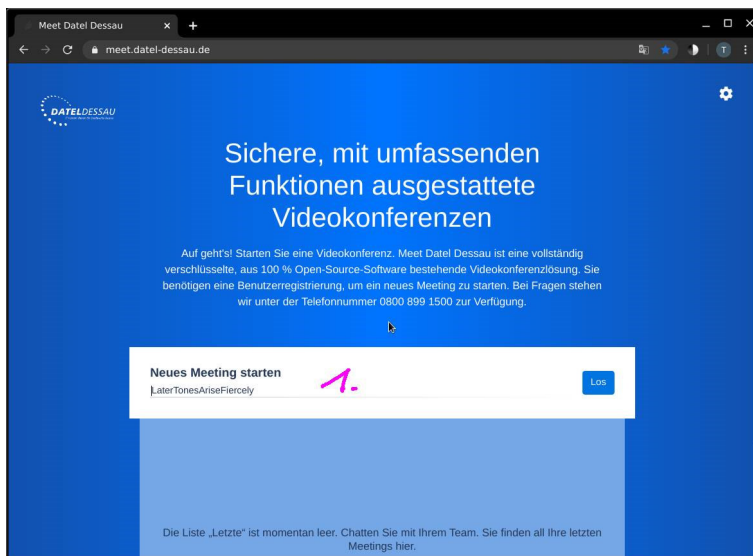 Meet Datel Dessau
meet.datel-dessau.de
T
DATELDESSAU
Sichere, mit umfassenden
Funktionen ausgestattete
Videokonferenzen
Auf geht's! Starten Sie eine Videokonferenz. Meet Datel Dessau ist eine vollständig
verschlüsselte, aus 100 % Open-Source-Software bestehende Videokonferenzlösung. Sie
benötigen eine Benutzerregistrierung, um ein neues Meeting zu starten. Bei Fragen stehen
wir unter der Telefonnummer 0800 899 1500 zur Verfügung.
Neues Meeting starten
LaterTonesAriseFiercely
1.
Los
Die Liste „Letzte“ ist momentan leer. Chatten Sie mit Ihrem Team. Sie finden all Ihre letzten
Meetings hier.